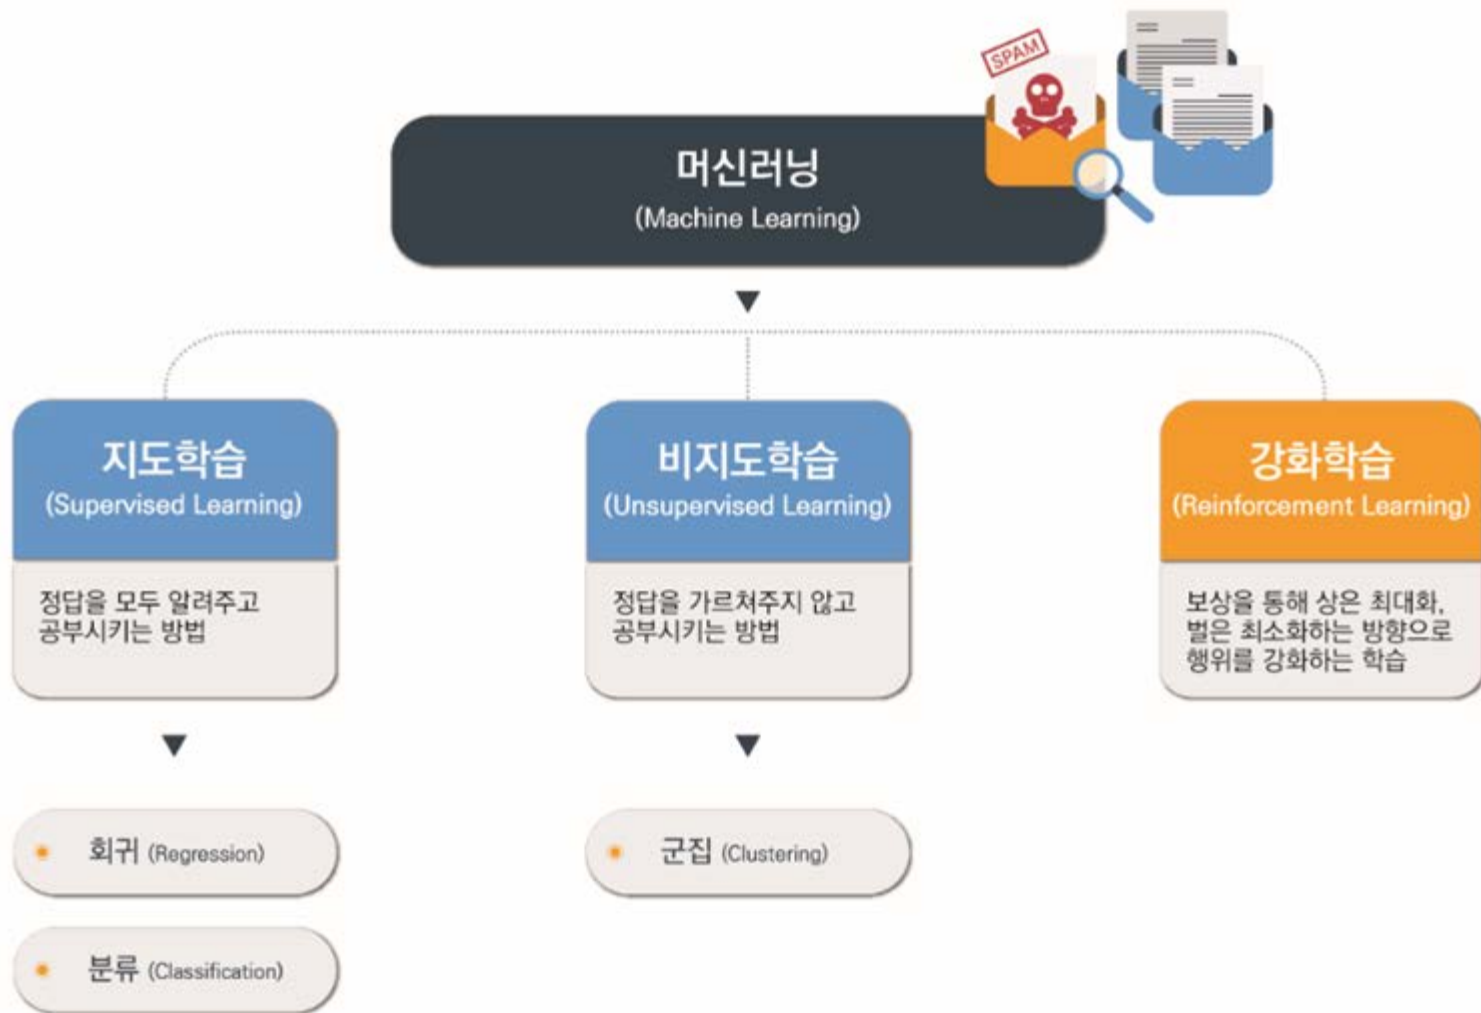 SPAM
머신러닝
(Machine Learning)
지도학습
(Supervised Learning)
정답을 모두 알려주고
공부시키는 방법
회귀 (Regression)
분류 (Classification)
비지도학습
(Unsupervised Learning)
정답을 가르쳐주지 않고
공부시키는 방법
군집 (Clustering)
강화학습
(Reinforcement Learning)
보상을 통해 상은 최대화,
벌은 최소화하는 방향으로
행위를 강화하는 학습